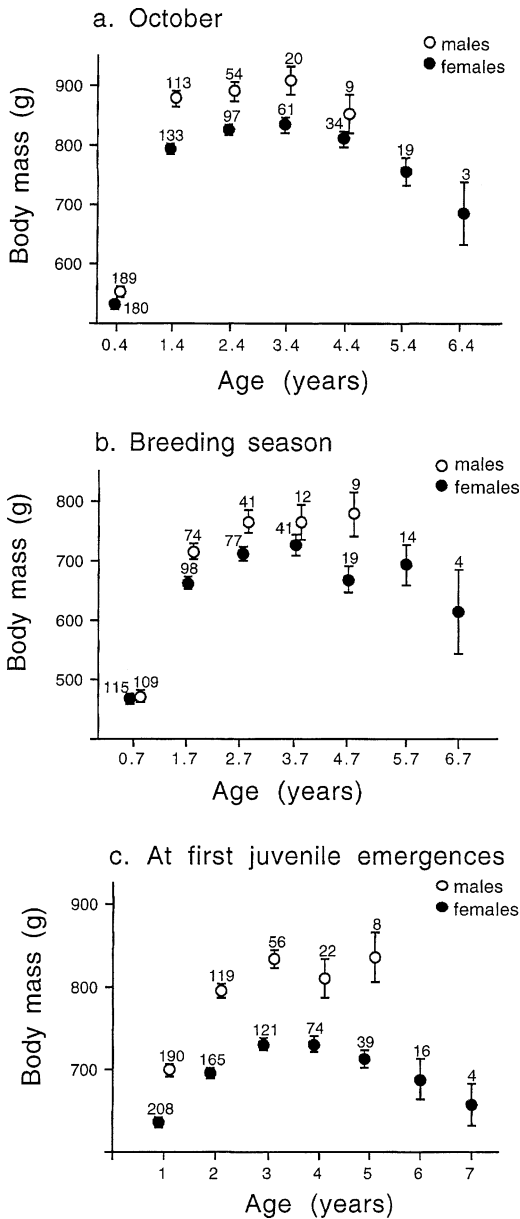 a. October
males
females
Body mass (g)
900
800
700
600
189
180
113
133
54
97
20
61
9
34
19
3
0.4 1.4 2.4 3.4 4.4 5.4 6.4
Age (years)
b. Breeding season
males
females
Body mass (g)
800
700
600
500
115
109
74
98
41
77
12
41
9
19
14
4
0.7 1.7 2.7 3.7 4.7 5.7 6.7
Age (years)
c. At first juvenile emergences
males
females
Body mass (g)
900
800
700
190
208
119
165
56
121
22
74
8
39
16
4
1 2 3 4 5 6 7
Age (years)